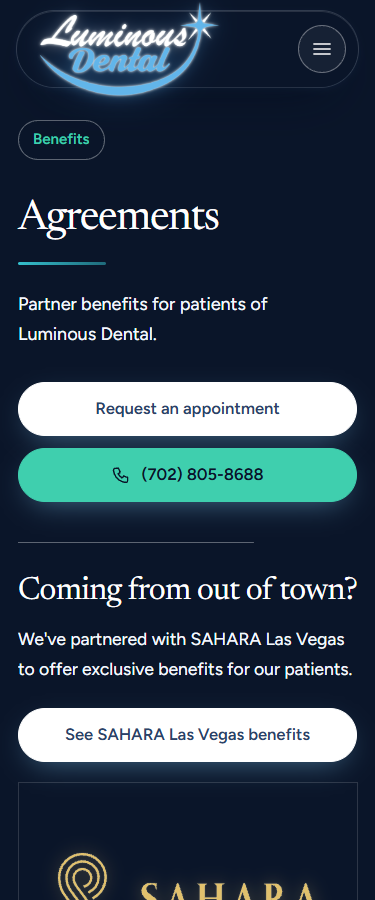 Luminous
Dental
Benefits
Agreements
Partner benefits for patients of
Luminous Dental.
Request an appointment
(702) 805-8688
Coming from out of town?
We've partnered with SAHARA Las Vegas
to offer exclusive benefits for our patients.
See SAHARA Las Vegas benefits
SAHARA